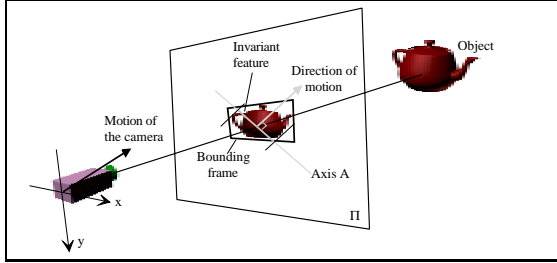 Invariant
feature
Object
Direction of
motion
Motion of
the camera
Bounding
frame
Axis A
x
Π
y